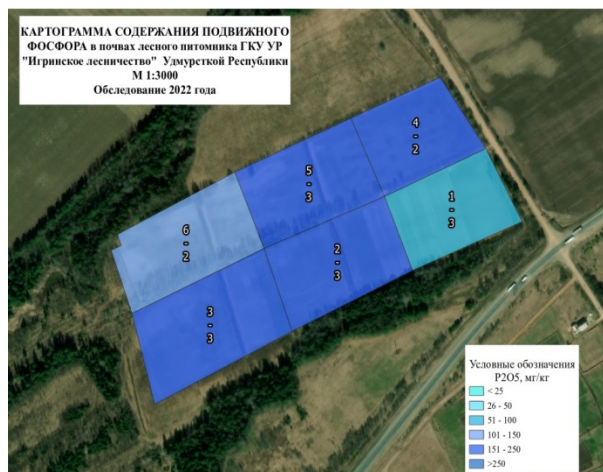 КАРТОГРАММА СОДЕРЖАНИЯ ПОДВИЖНОГО
ФОСФОРА в почвах лесного питомника ГКУ УР
"Игринское лесничество" Удмурсткой Республики
М 1:3000
Обследование 2022 года
4
-
2
5
-
3
1
-
3
6
-
2
2
-
3
3
-
3
Условные обозначения
P2O5, мг/кг
< 25
26 - 50
51 - 100
101 - 150
151 - 250
>250